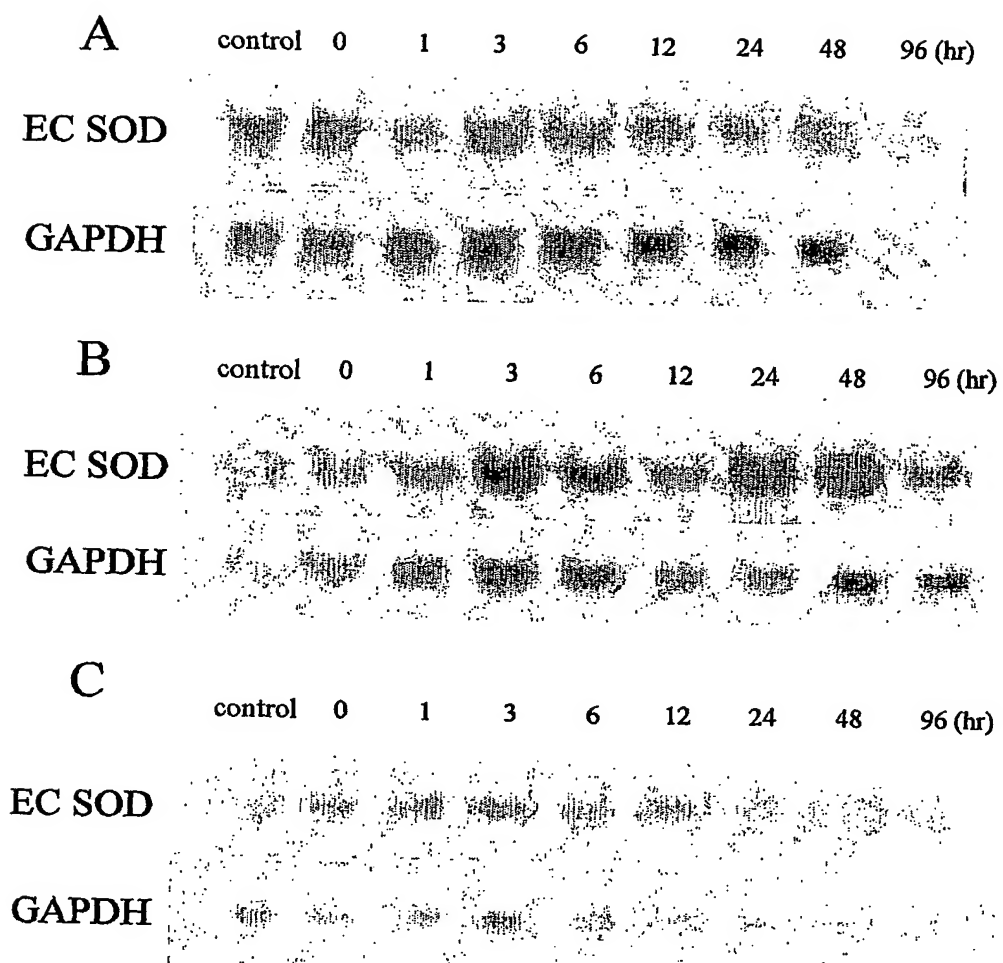 A
control 0 1 3 6 12 24 48 96 (hr)
EC SOD
GAPDH
B
control 0 1 3 6 12 24 48 96 (hr)
EC SOD
GAPDH
C
control 0 1 3 6 12 24 48 96 (hr)
EC SOD
GAPDH